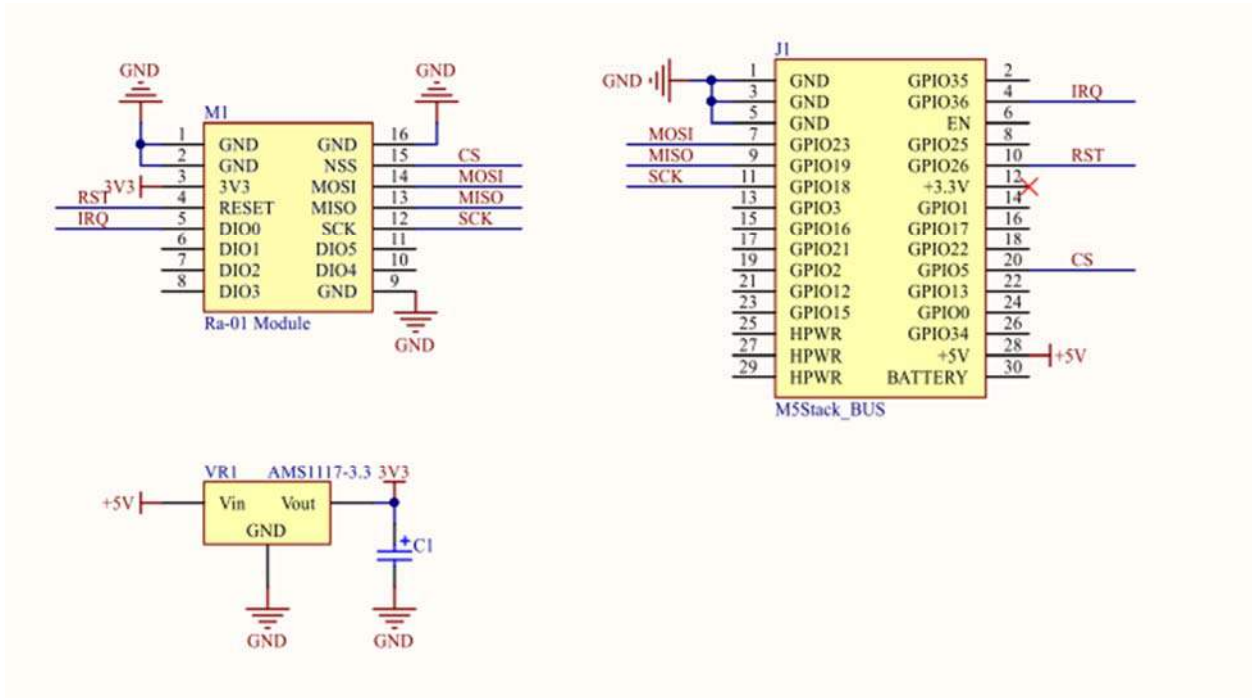 GND
GND
M1
1 GND GND 16
2 GND NSS 15 CS
3V3 3 3V3 MOSI 14 MOSI
RST 4 RESET MISO 13 MISO
IRQ 5 DIO0 SCK 12 SCK
6 DIO1 DIO5 11
7 DIO2 DIO4 10
8 DIO3 GND 9
Ra-01 Module
GND
J1
GND 1 GND GPIO35 2
3 GND GPIO36 4 IRQ
5 GND EN 6
MOSI 7 GPIO23 GPIO25 8
MISO 9 GPIO19 GPIO26 10 RST
SCK 11 GPIO18 +3.3V 12
13 GPIO3 GPIO1 14
15 GPIO16 GPIO17 16
17 GPIO21 GPIO22 18
19 GPIO2 GPIO5 20 CS
21 GPIO12 GPIO13 22
23 GPIO15 GPIO0 24
25 HPWR GPIO34 26
27 HPWR +5V 28 +5V
29 HPWR BATTERY 30
M5Stack_BUS
VR1 AMS1117-3.3 3V3
+5V Vin Vout
GND
+ C1
GND GND